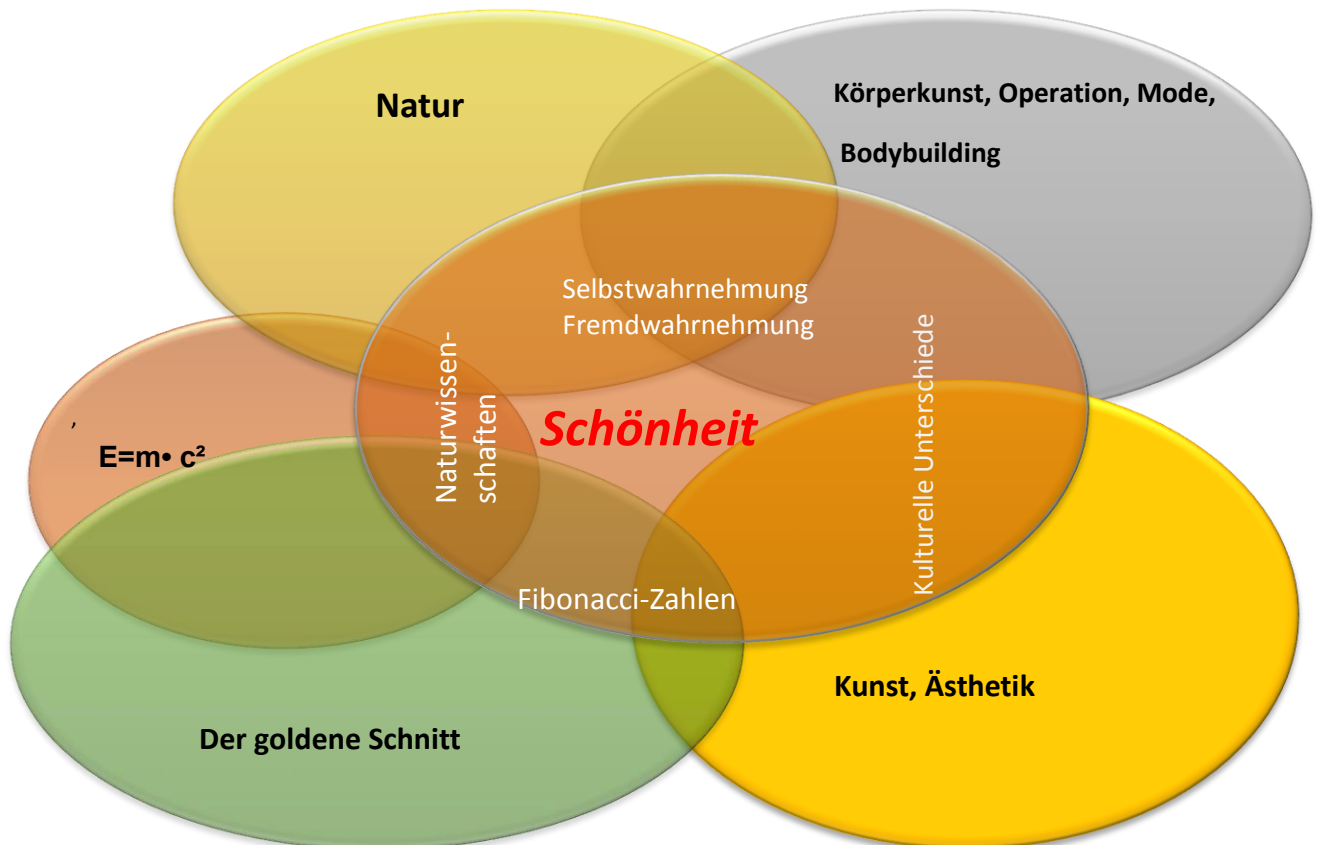 Natur
Körperkunst, Operation, Mode,
Bodybuilding
Selbstwahrnehmung
Fremdwahrnehmung
Naturwissen-
schaften
Schönheit
Kulturelle Unterschiede
,
E=m• c²
Fibonacci-Zahlen
Kunst, Ästhetik
Der goldene Schnitt